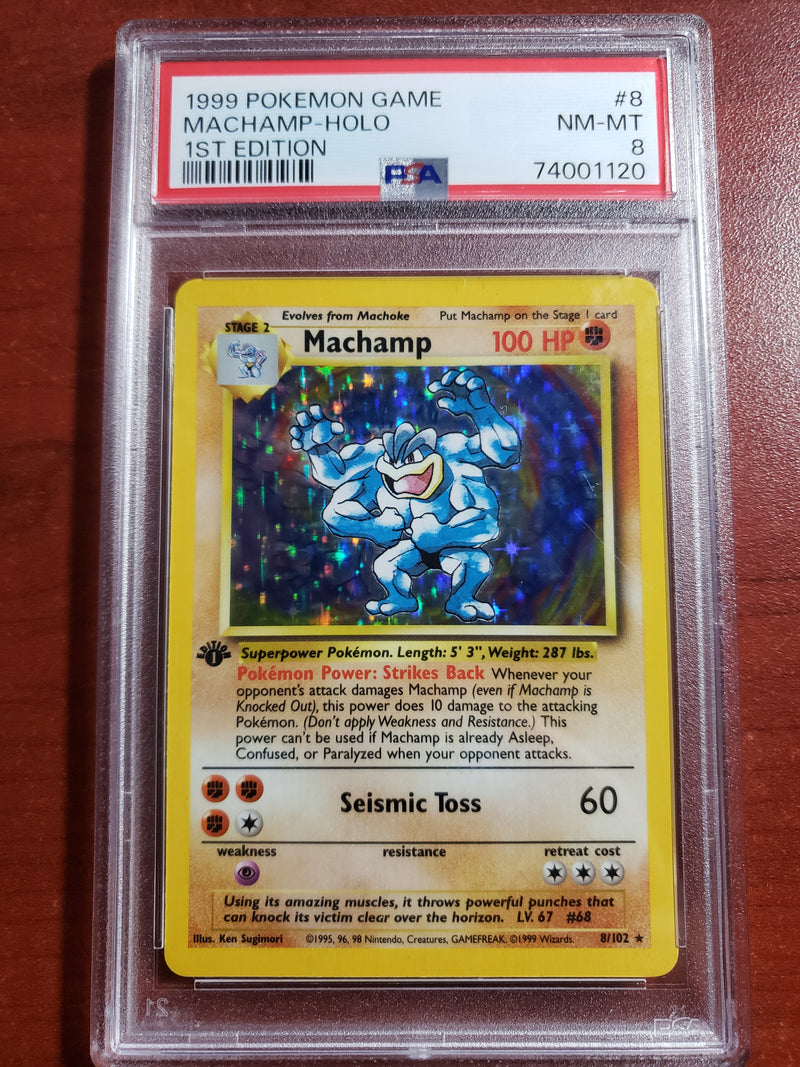 1999 POKEMON GAME #8
MACHAMP-HOLO NM-MT
1ST EDITION 8
PSA 74001120
Evolves from Machoke Put Machamp on the Stage 1 card
STAGE 2
Machamp 100 HP
EDITION
1
Superpower Pokémon. Length: 5' 3", Weight: 287 lbs.
Pokémon Power: Strikes Back Whenever your
opponent's attack damages Machamp (even if Machamp is
Knocked Out), this power does 10 damage to the attacking
Pokémon. (Don't apply Weakness and Resistance.) This
power can't be used if Machamp is already Asleep,
Confused, or Paralyzed when your opponent attacks.
Seismic Toss 60
weakness resistance retreat cost
Using its amazing muscles, it throws powerful punches that
can knock its victim clear over the horizon. LV. 67 #68
Illus. Ken Sugimori ©1995, 96, 98 Nintendo, Creatures, GAMEFREAK. ©1999 Wizards. 8/102 ★
21 PSA